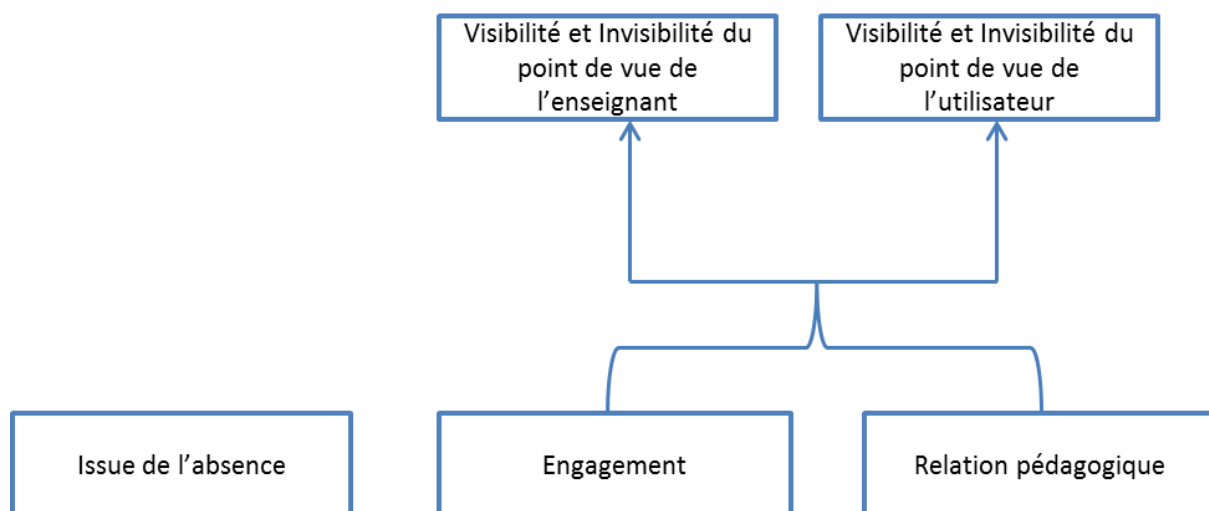 Visibilité et Invisibilité du
point de vue de
l’enseignant
Visibilité et Invisibilité du
point de vue de
l’utilisateur
Issue de l’absence
Engagement
Relation pédagogique